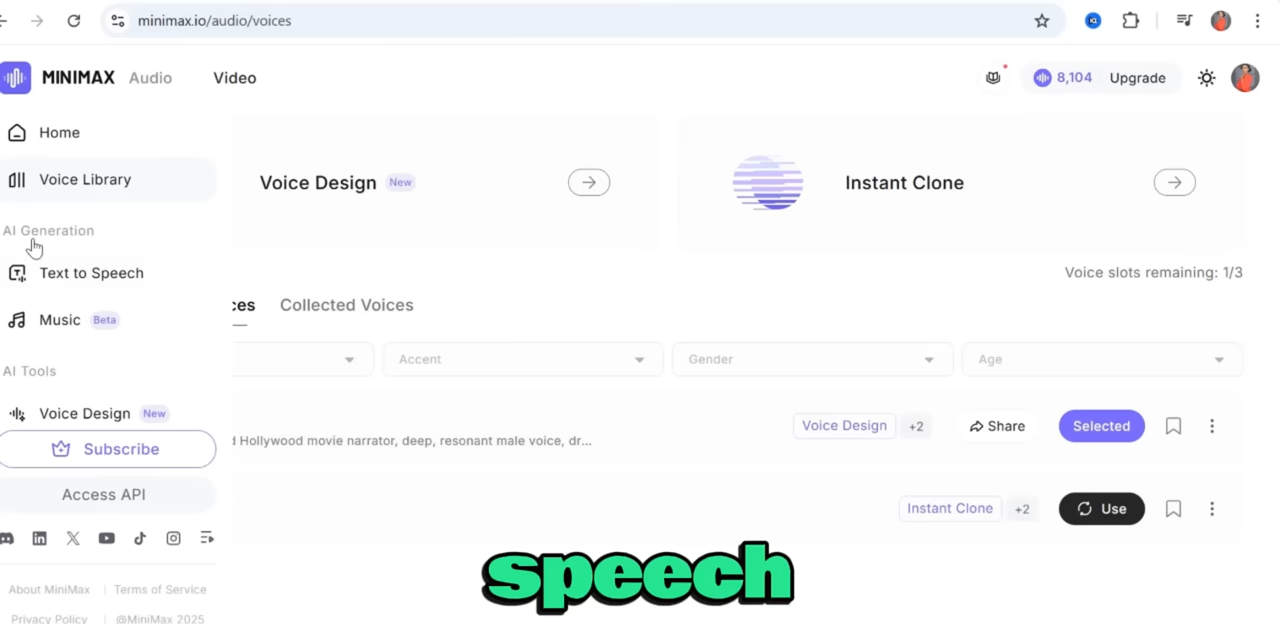 minimax.io/audio/voices
MINIMAX Audio Video
8,104 Upgrade
Home
Voice Library
AI Generation
Text to Speech
Music Beta
AI Tools
Voice Design New
Subscribe
Access API
About MiniMax | Terms of Service
Privacy Policy | @MiniMax 2025
Voice Design New
Instant Clone
Voice slots remaining: 1/3
ces Collected Voices
Accent Gender Age
d Hollywood movie narrator, deep, resonant male voice, dr...
Voice Design +2 Share Selected
Instant Clone +2 Use
speech